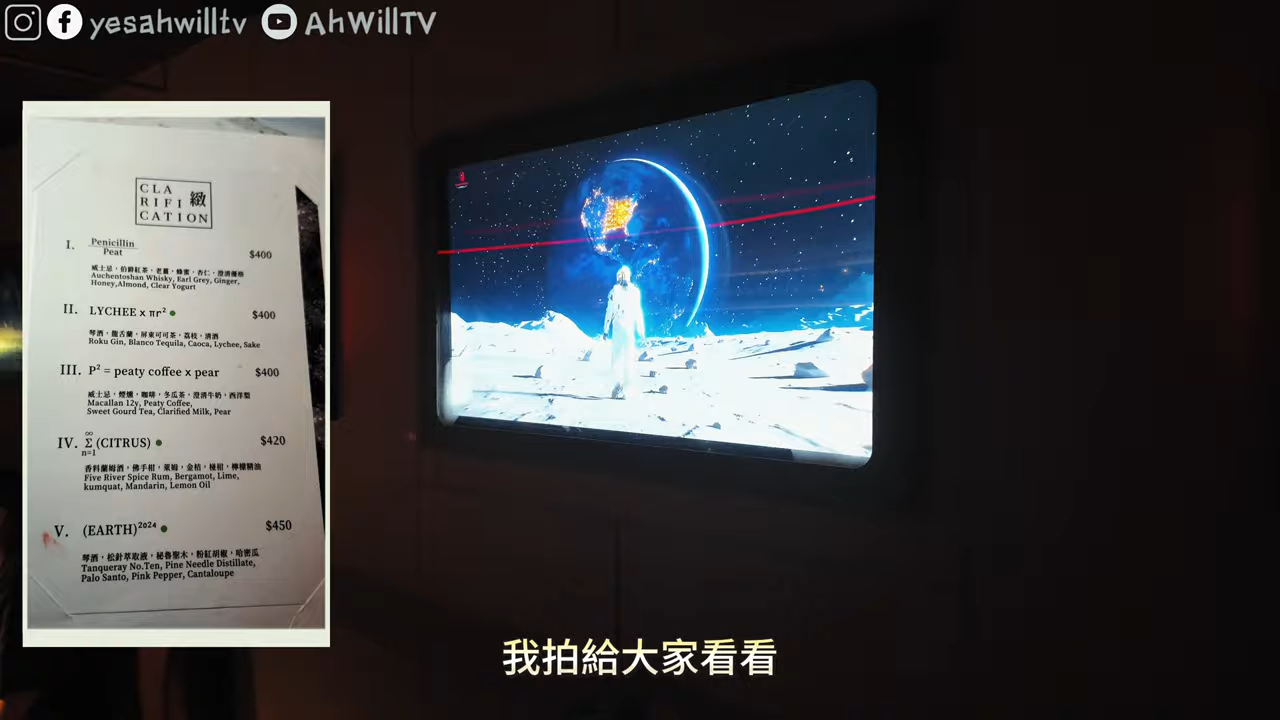 yesahwilltv AhWillTV
CLA
RIFI
CATION
緻
I. Penicillin
Peat
$400
威士忌，伯爵紅茶，老薑，蜂蜜，杏仁，澄清優格
Auchentoshan Whisky, Earl Grey, Ginger,
Honey,Almond, Clear Yogurt
II. LYCHEE x πr² $400
琴酒，龍舌蘭，屏東可可茶，荔枝，清酒
Roku Gin, Blanco Tequila, Caoca, Lychee, Sake
III. P² = peaty coffee x pear $400
威士忌，煙燻，咖啡，冬瓜茶，澄清牛奶，西洋梨
Macallan 12y, Peaty Coffee,
Sweet Gourd Tea, Clarified Milk, Pear
∞
IV. Σ (CITRUS) $420
n=1
香料蘭姆酒，佛手柑，萊姆，金桔，椪柑，檸檬精油
Five River Spice Rum, Bergamot, Lime,
kumquat, Mandarin, Lemon Oil
V. (EARTH)²⁰²⁴ $450
琴酒，松針萃取液，秘魯聖木，粉紅胡椒，哈密瓜
Tanqueray No.Ten, Pine Needle Distillate,
Palo Santo, Pink Pepper, Cantaloupe
我拍給大家看看